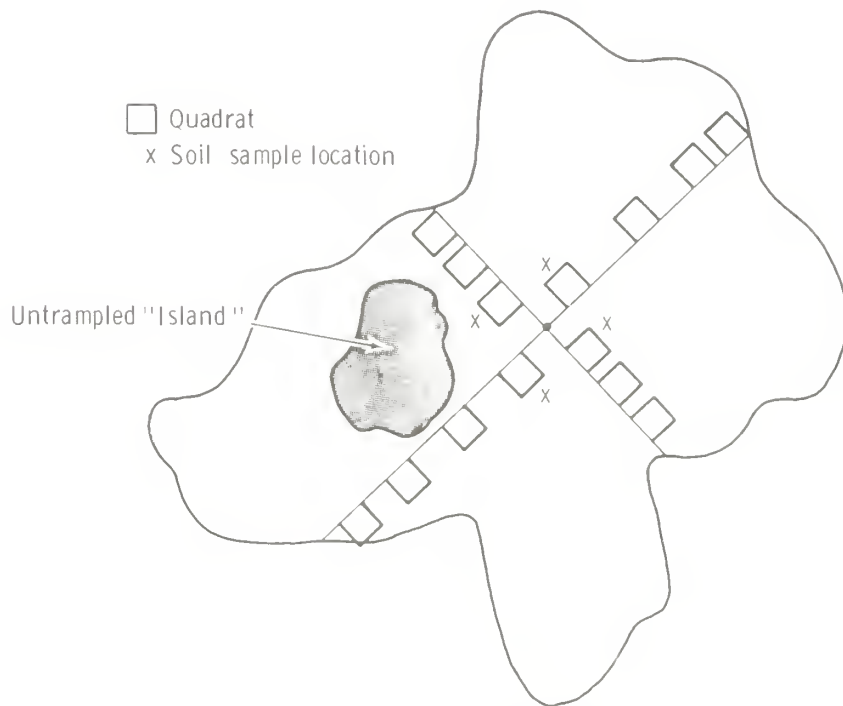 Quadrat
x Soil sample location
Untrampled "Island"
x
x
x
x